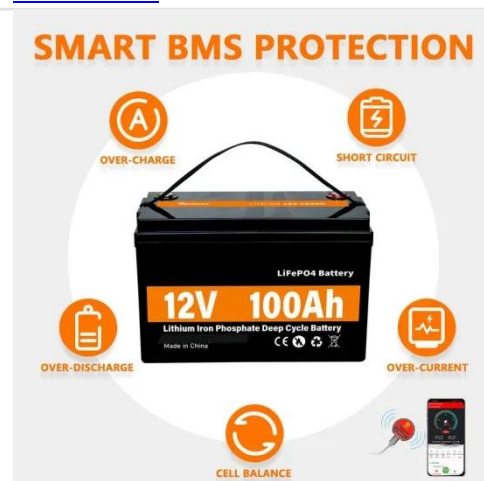 SMART BMS PROTECTION
OVER-CHARGE
SHORT CIRCUIT
LiFePO4 Battery
12V 100Ah
Lithium Iron Phosphate Deep Cycle Battery
Made in China
CE
OVER-DISCHARGE
OVER-CURRENT
CELL BALANCE